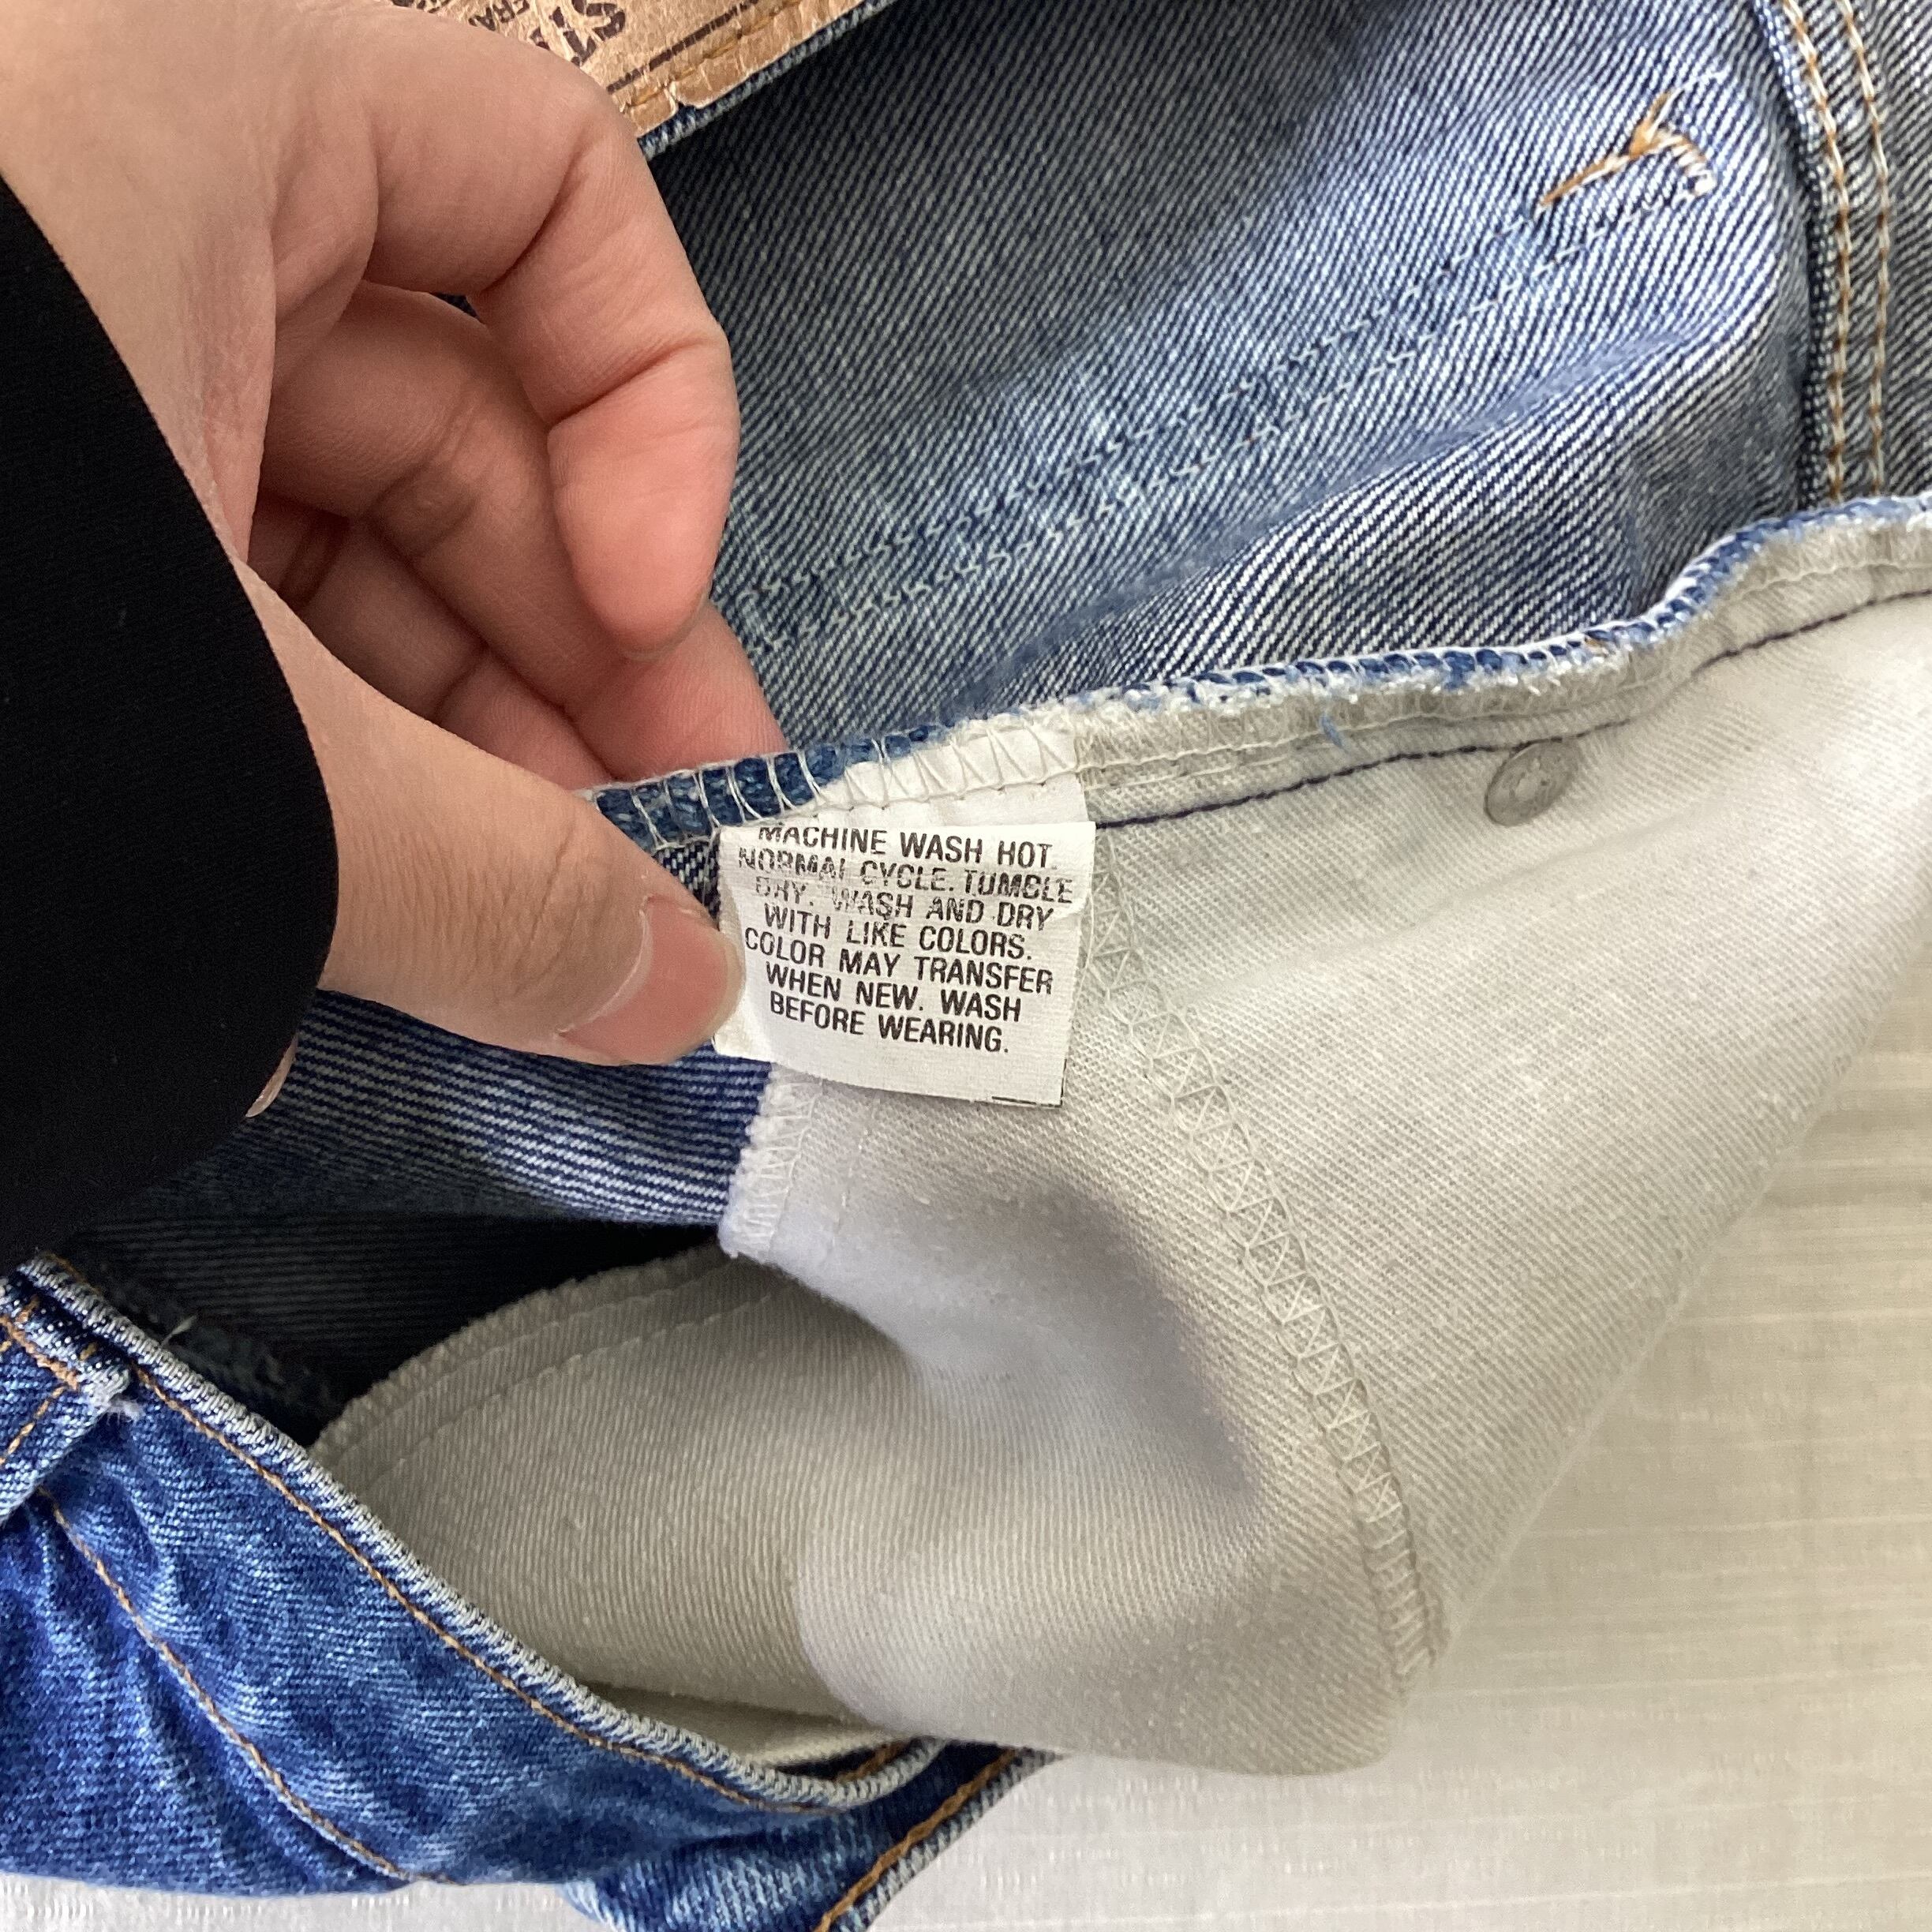 MACHINE WASH HOT.
NORMAL CYCLE. TUMBLE
DRY. WASH AND DRY
WITH LIKE COLORS.
COLOR MAY TRANSFER
WHEN NEW. WASH
BEFORE WEARING.